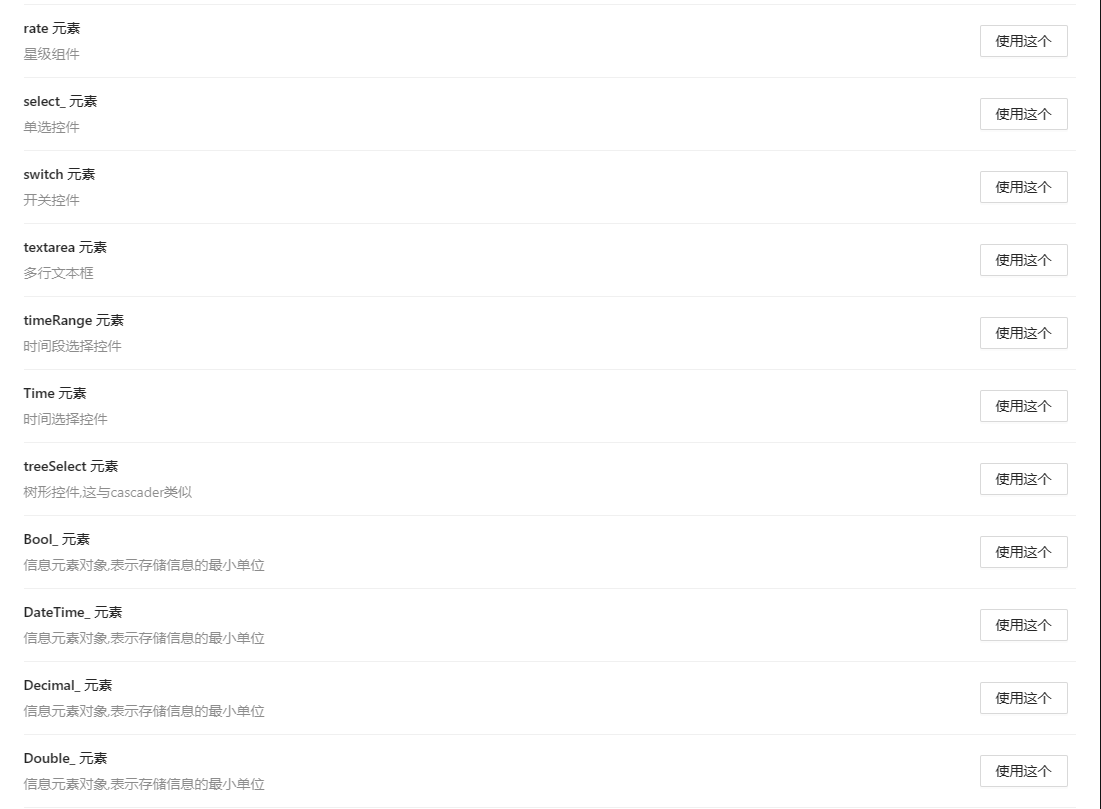 rate 元素
使用这个
星级组件
select_ 元素
使用这个
单选控件
switch 元素
使用这个
开关控件
textarea 元素
使用这个
多行文本框
timeRange 元素
使用这个
时间段选择控件
Time 元素
使用这个
时间选择控件
treeSelect 元素
使用这个
树形控件,这与cascader类似
Bool_ 元素
使用这个
信息元素对象,表示存储信息的最小单位
DateTime_ 元素
使用这个
信息元素对象,表示存储信息的最小单位
Decimal_ 元素
使用这个
信息元素对象,表示存储信息的最小单位
Double_ 元素
使用这个
信息元素对象,表示存储信息的最小单位